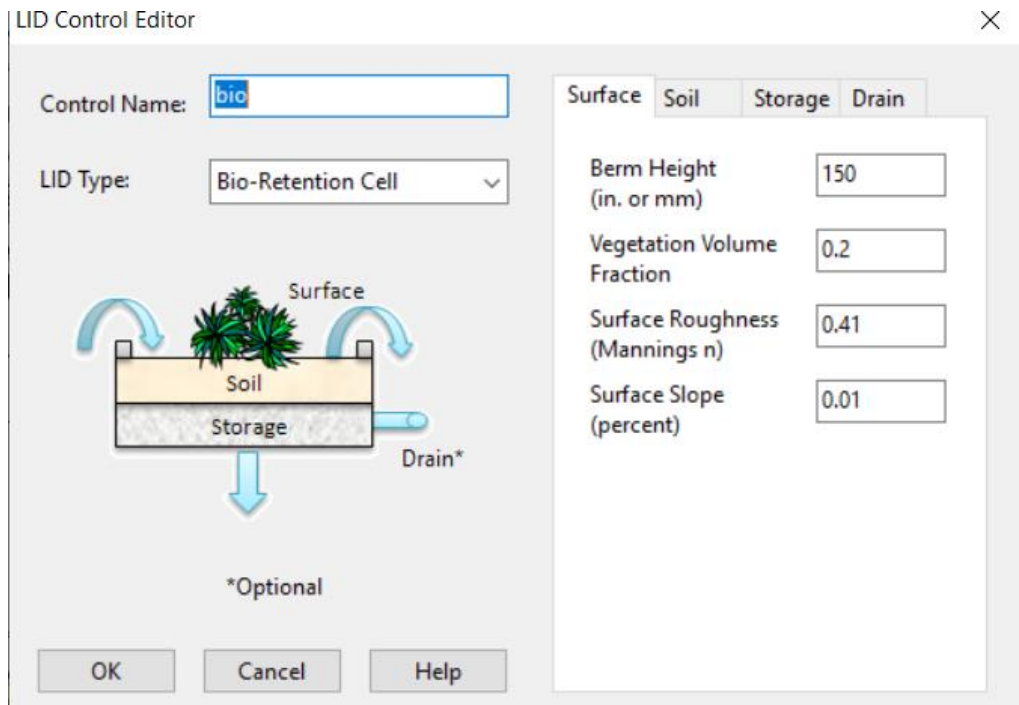 LID Control Editor
Control Name:
bio
LID Type:
Bio-Retention Cell
Surface
Soil
Storage
Drain*
*Optional
OK
Cancel
Help
Surface
Soil
Storage
Drain
Berm Height
(in. or mm)
150
Vegetation Volume
Fraction
0.2
Surface Roughness
(Mannings n)
0.41
Surface Slope
(percent)
0.01